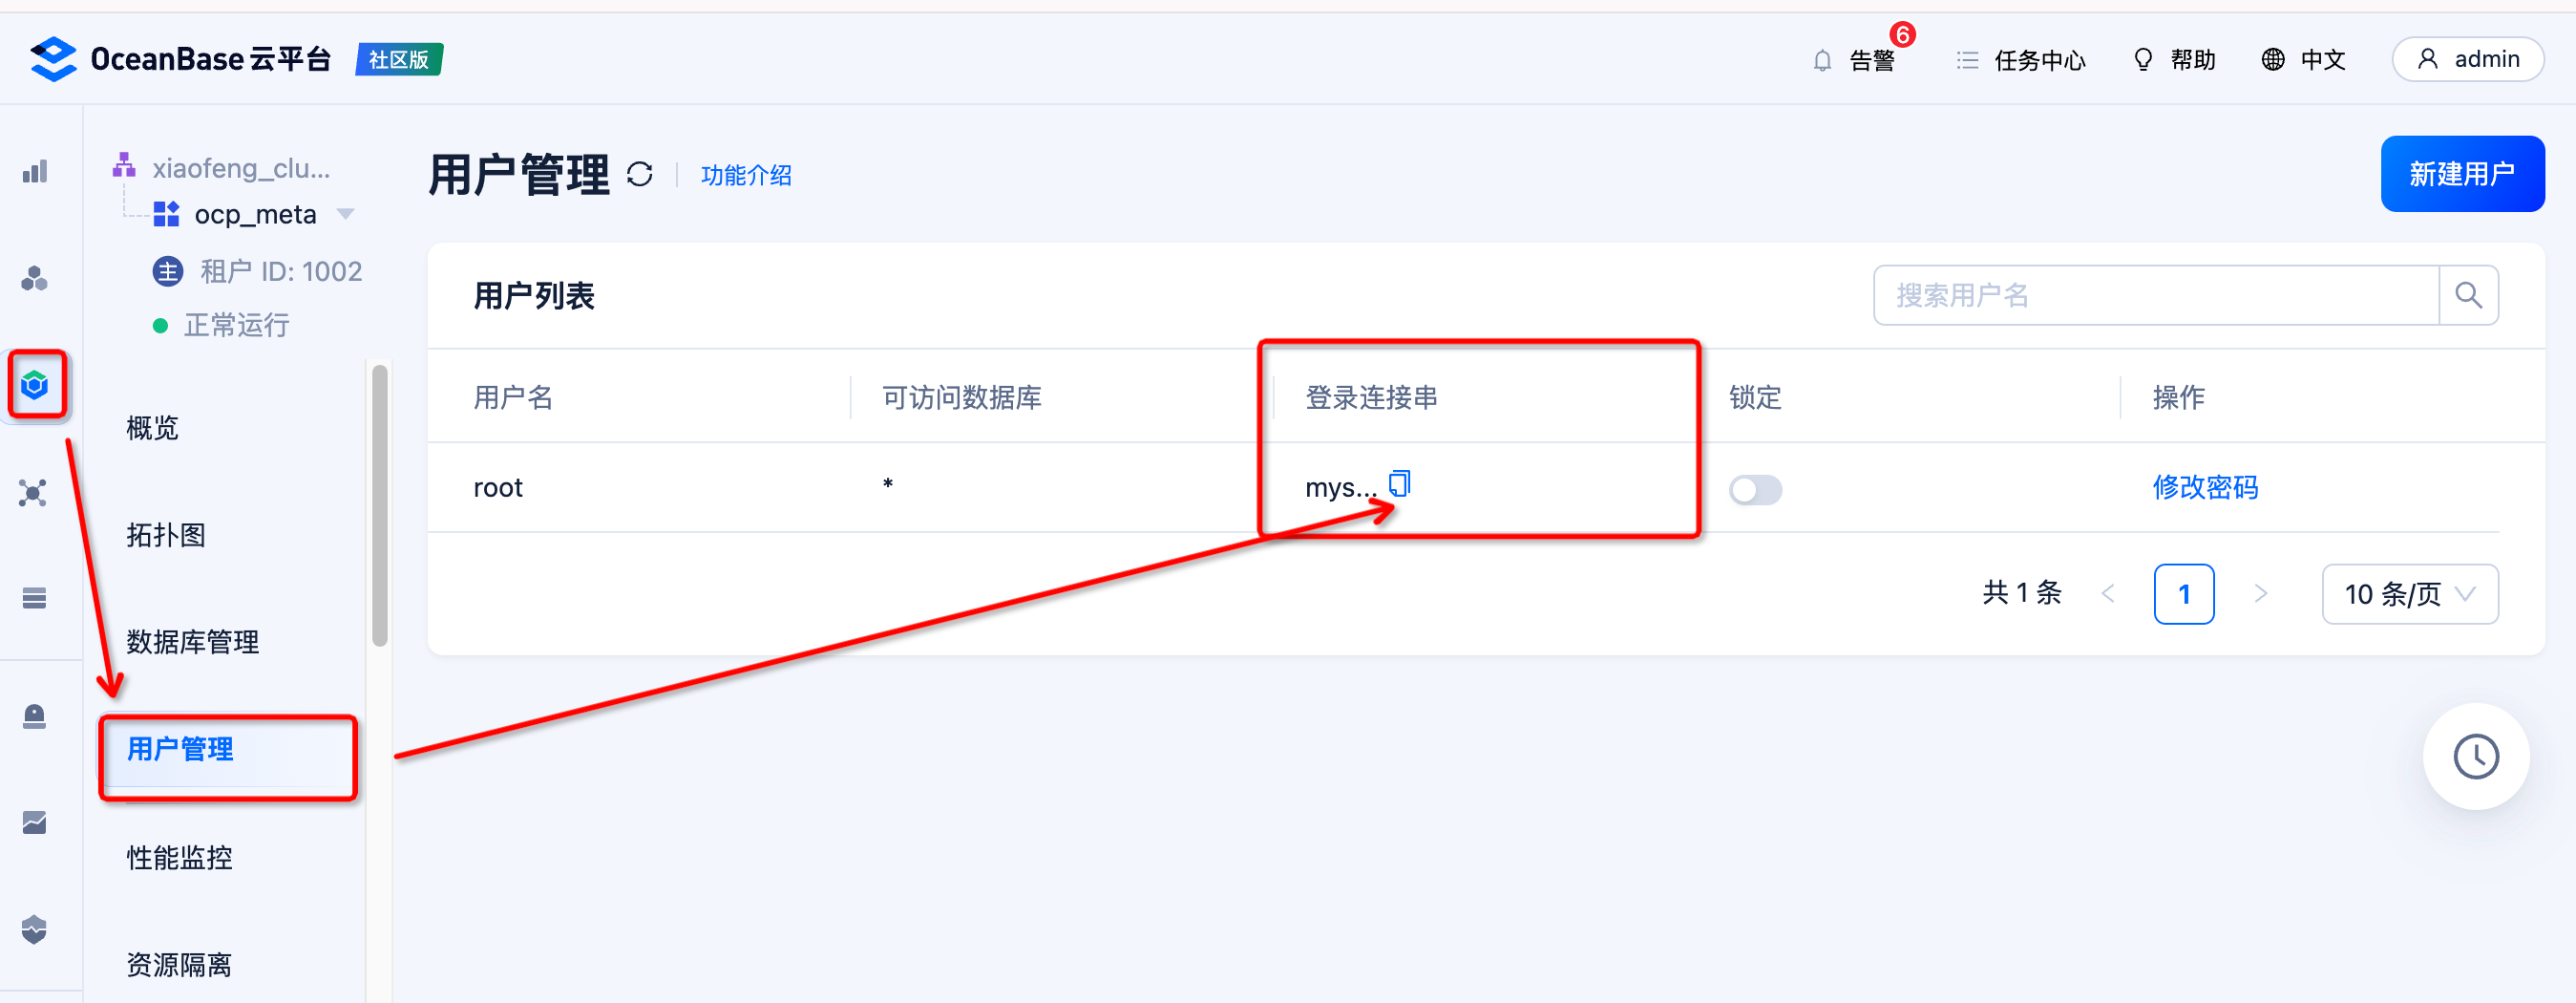 OceanBase 云平台 社区版
告警 6 任务中心 帮助 中文 admin
xiaofeng_clu...
ocp_meta
主 租户 ID: 1002
正常运行
概览
拓扑图
数据库管理
用户管理
性能监控
资源隔离
用户管理 功能介绍 新建用户
用户列表 搜索用户名
用户名 可访问数据库 登录连接串 锁定 操作
root * mys... 修改密码
共 1 条 < 1 > 10 条/页